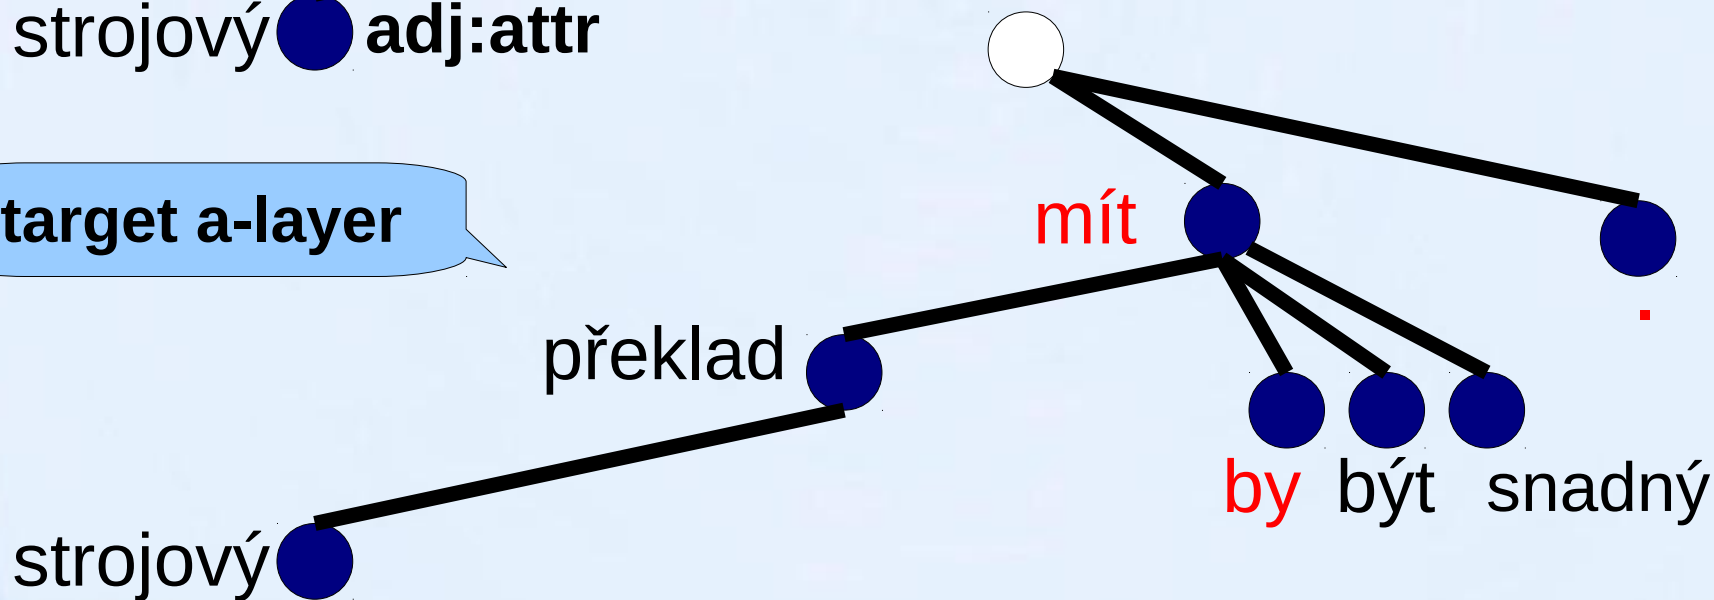 strojový adj:attr
target a-layer
mít
.
překlad
by být snadný
strojový